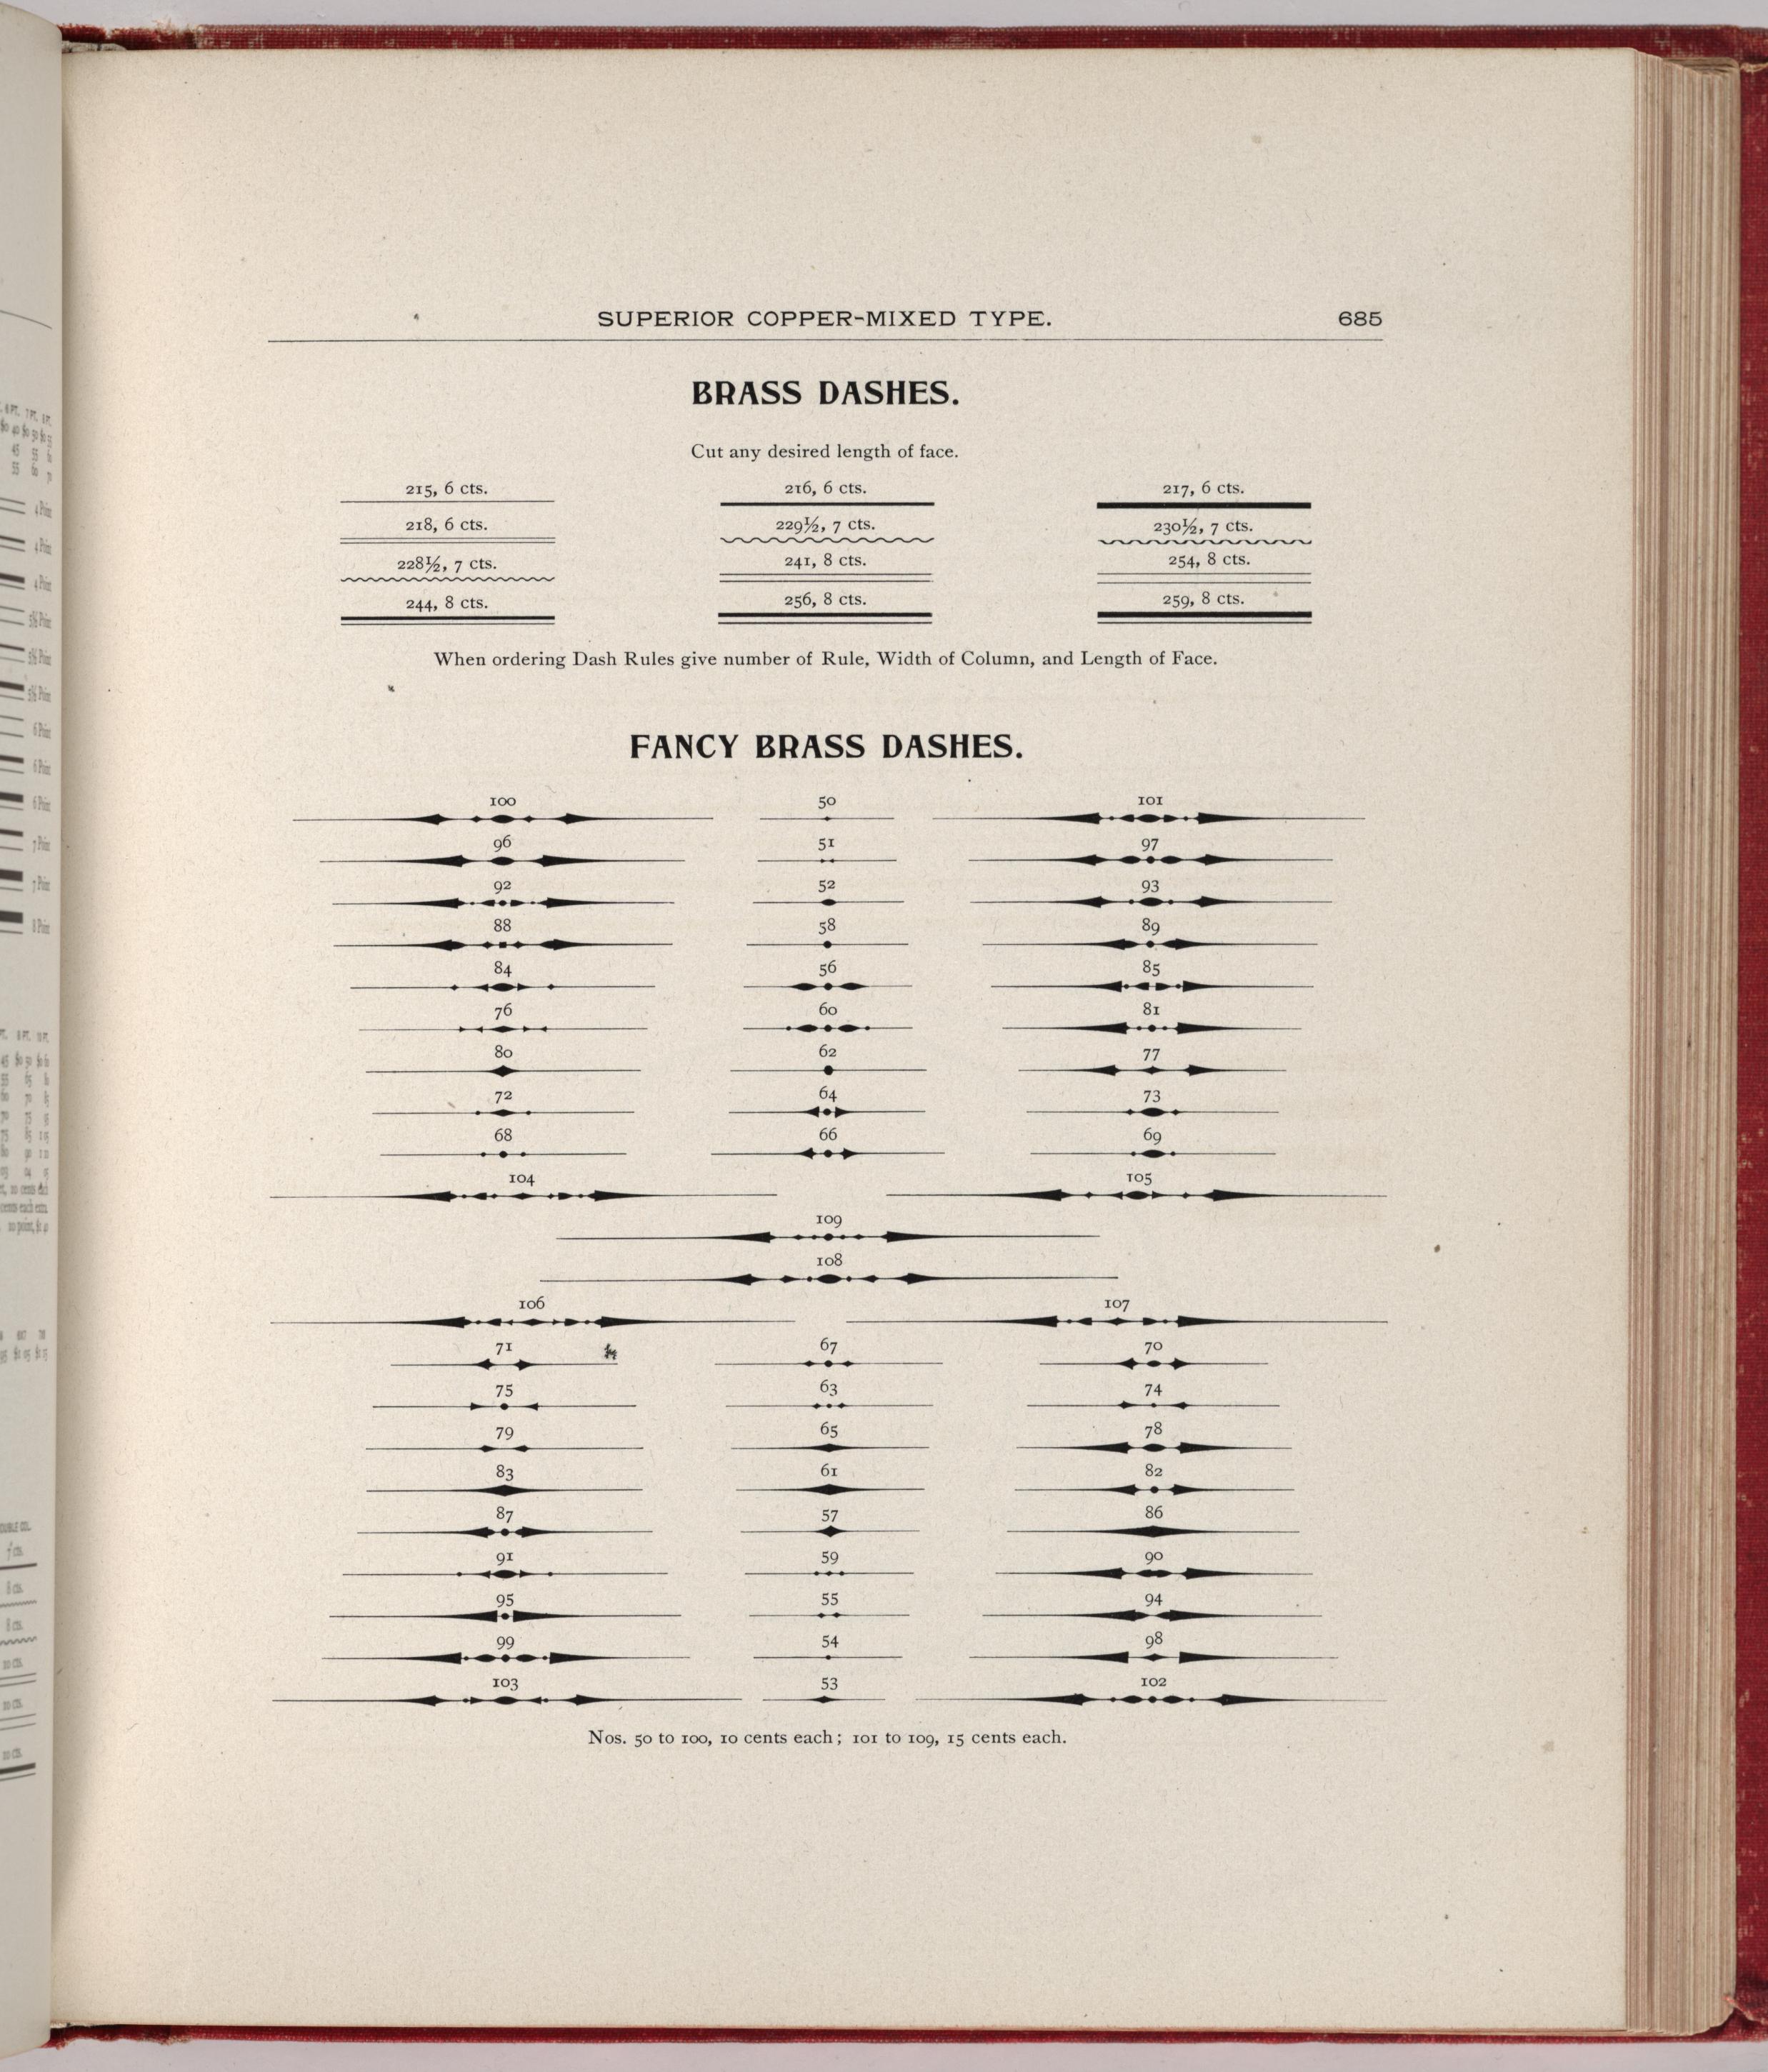 SUPERIOR COPPER-MIXED TYPE. 685
BRASS DASHES.
Cut any desired length of face.
215, 6 cts. 216, 6 cts. 217, 6 cts.
218, 6 cts. 229½, 7 cts. 230½, 7 cts.
228½, 7 cts. 241, 8 cts. 254, 8 cts.
244, 8 cts. 256, 8 cts. 259, 8 cts.
When ordering Dash Rules give number of Rule, Width of Column, and Length of Face.
FANCY BRASS DASHES.
100 50 101
96 51 97
92 52 93
88 58 89
84 56 85
76 60 81
80 62 77
72 64 73
68 66 69
104 105
109
108
106 107
71 67 70
75 63 74
79 65 78
83 61 82
87 57 86
91 59 90
95 55 94
99 54 98
103 53 102
Nos. 50 to 100, 10 cents each; 101 to 109, 15 cents each.